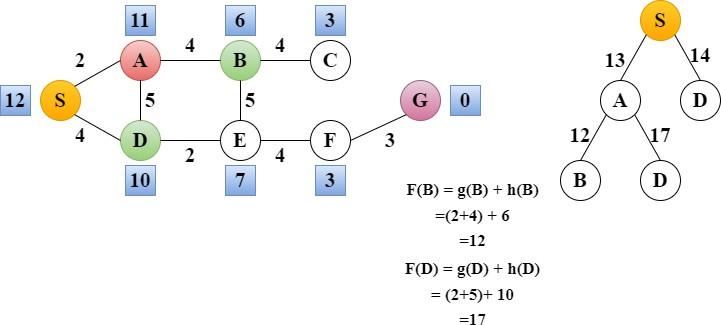 11
6
3
S
2
A
4
B
4
C
14
13
12
S
5
5
G
0
A
D
4
D
2
E
4
F
3
12
17
10
7
3
B
D
F(B) = g(B) + h(B)
=(2+4) + 6
=12
F(D) = g(D) + h(D)
= (2+5)+ 10
=17